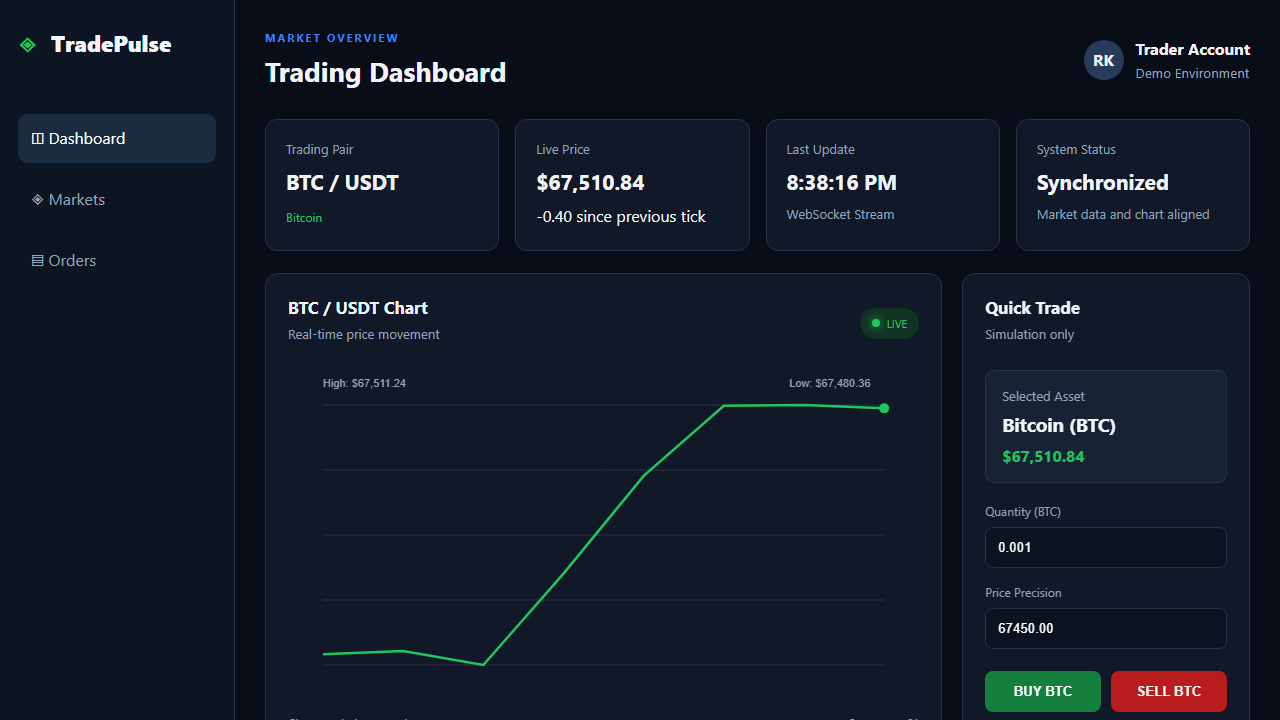 TradePulse
Dashboard
Markets
Orders
MARKET OVERVIEW
Trading Dashboard
RK
Trader Account
Demo Environment
Trading Pair
BTC / USDT
Bitcoin
Live Price
$67,510.84
-0.40 since previous tick
Last Update
8:38:16 PM
WebSocket Stream
System Status
Synchronized
Market data and chart aligned
BTC / USDT Chart
Real-time price movement
LIVE
High: $67,511.24
Low: $67,480.36
Quick Trade
Simulation only
Selected Asset
Bitcoin (BTC)
$67,510.84
Quantity (BTC)
0.001
Price Precision
67450.00
BUY BTC
SELL BTC